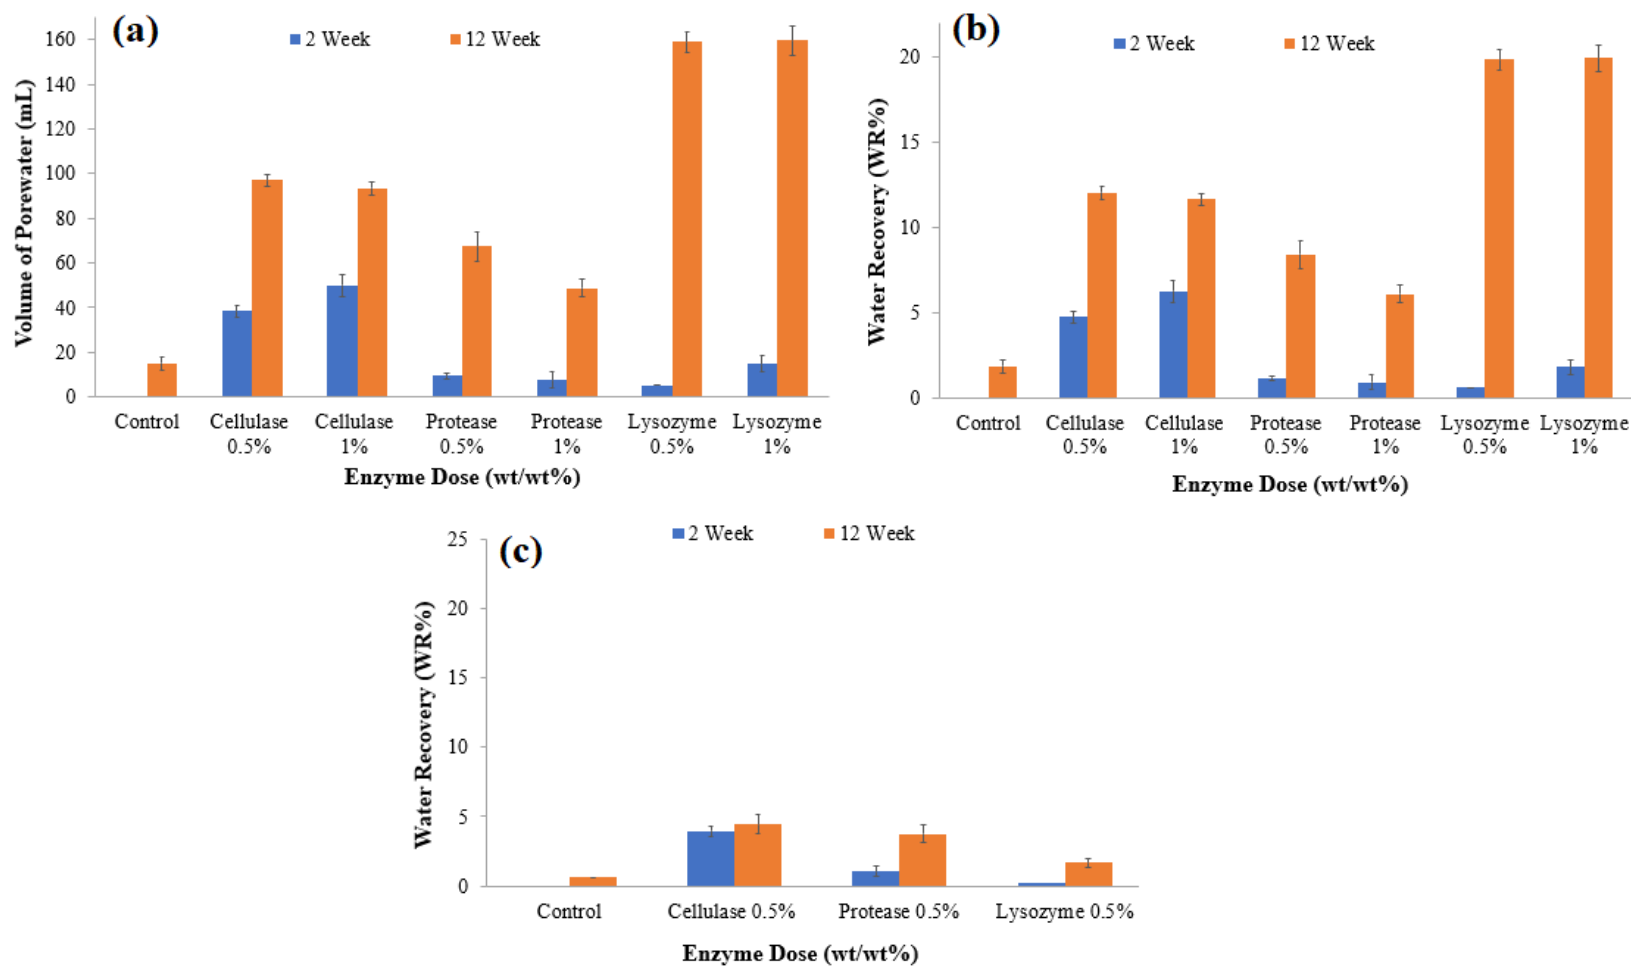 (a)
2 Week
12 Week
Volume of Porewater (mL)
160
140
120
100
80
60
40
20
0
Control
Cellulase 0.5%
Cellulase 1%
Protease 0.5%
Protease 1%
Lysozyme 0.5%
Lysozyme 1%
Enzyme Dose (wt/wt%)
(b)
2 Week
12 Week
Water Recovery (WR%)
20
15
10
5
0
Control
Cellulase 0.5%
Cellulase 1%
Protease 0.5%
Protease 1%
Lysozyme 0.5%
Lysozyme 1%
Enzyme Dose (wt/wt%)
(c)
2 Week
12 Week
Water Recovery (WR%)
25
20
15
10
5
0
Control
Cellulase 0.5%
Protease 0.5%
Lysozyme 0.5%
Enzyme Dose (wt/wt%)